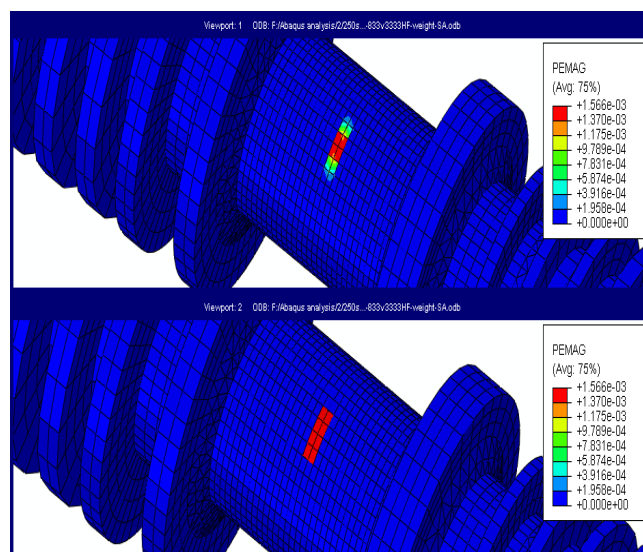 Viewport: 1 ODB: F:/Abaqus analysis/2/250s...-833v3333HF-weight-SA.odb
PEMAG
(Avg: 75%)
+1.566e-03
+1.370e-03
+1.175e-03
+9.789e-04
+7.831e-04
+5.874e-04
+3.916e-04
+1.958e-04
+0.000e+00
Viewport: 2 ODB: F:/Abaqus analysis/2/250s...-833v3333HF-weight-SA.odb
PEMAG
(Avg: 75%)
+1.566e-03
+1.370e-03
+1.175e-03
+9.789e-04
+7.831e-04
+5.874e-04
+3.916e-04
+1.958e-04
+0.000e+00